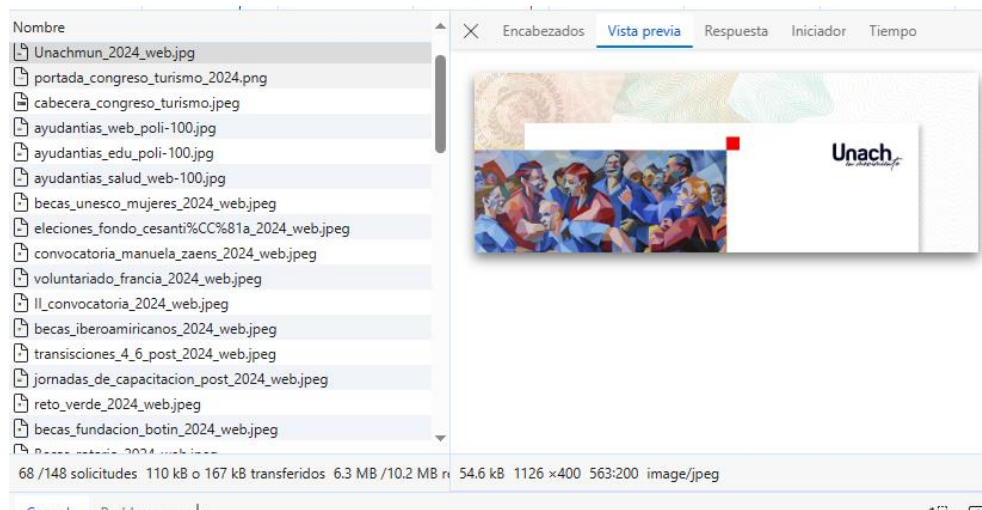 Nombre
Unachmun_2024_web.jpg
portada_congreso_turismo_2024.png
cabecera_congreso_turismo.jpeg
ayudantias_web_poli-100.jpg
ayudantias_edu_poli-100.jpg
ayudantias_salud_web-100.jpg
becas_unesco_mujeres_2024_web.jpeg
eleciones_fondo_cesanti%CC%81a_2024_web.jpeg
convocatoria_manuela_zaens_2024_web.jpeg
voluntariado_francia_2024_web.jpeg
II_convocatoria_2024_web.jpeg
becas_iberoamiricanos_2024_web.jpeg
transisciones_4_6_post_2024_web.jpeg
jornadas_de_capacitacion_post_2024_web.jpeg
reto_verde_2024_web.jpeg
becas_fundacion_botin_2024_web.jpeg
68 /148 solicitudes 110 kB o 167 kB transferidos 6.3 MB /10.2 MB
Encabezados Vista previa Respuesta Iniciador Tiempo
Unach
en movimiento
54.6 kB 1126 ×400 563:200 image/jpeg